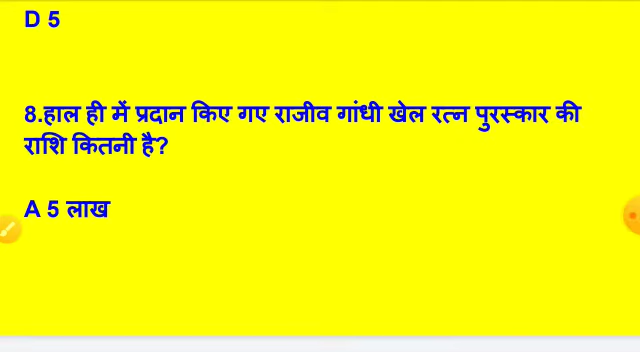 D 5
8.हाल ही में प्रदान किए गए राजीव गांधी खेल रत्न पुरस्कार की
राशि कितनी है?
A 5 लाख